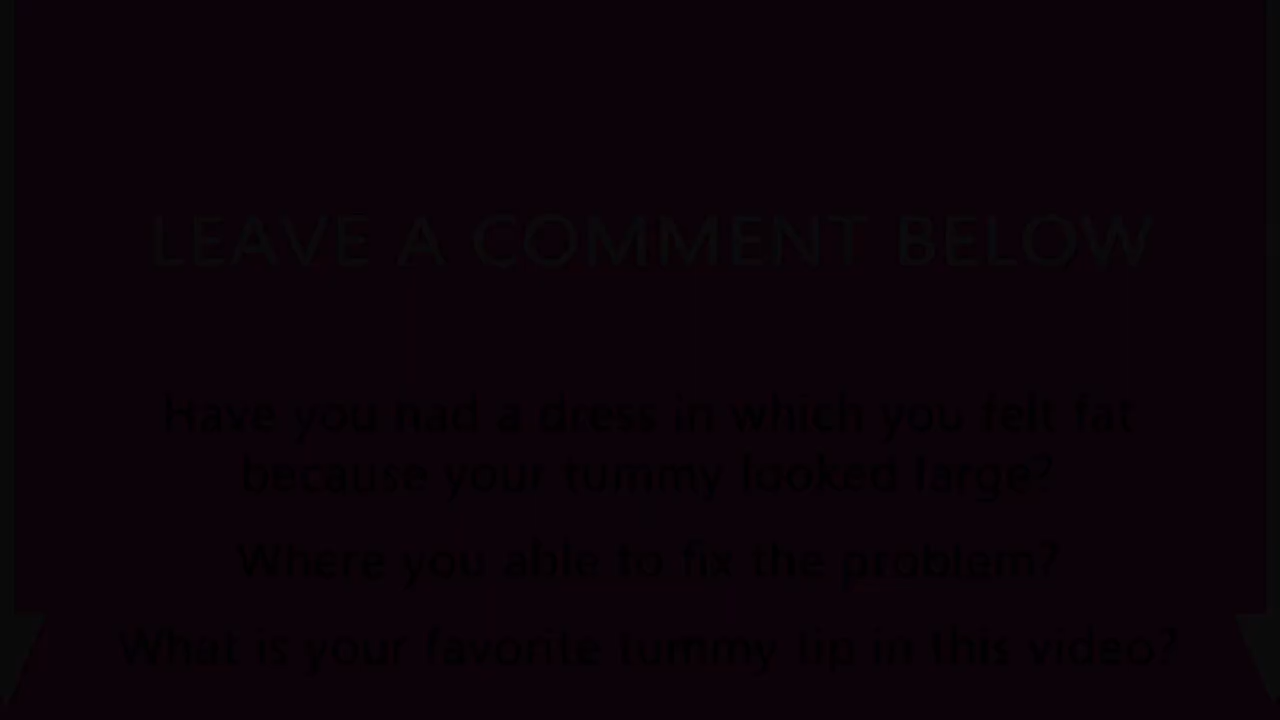 LEAVE A COMMENT BELOW
Have you had a dress in which you felt fat
because your tummy looked large?
Where you able to fix the problem?
What is your favorite tummy tip in this video?